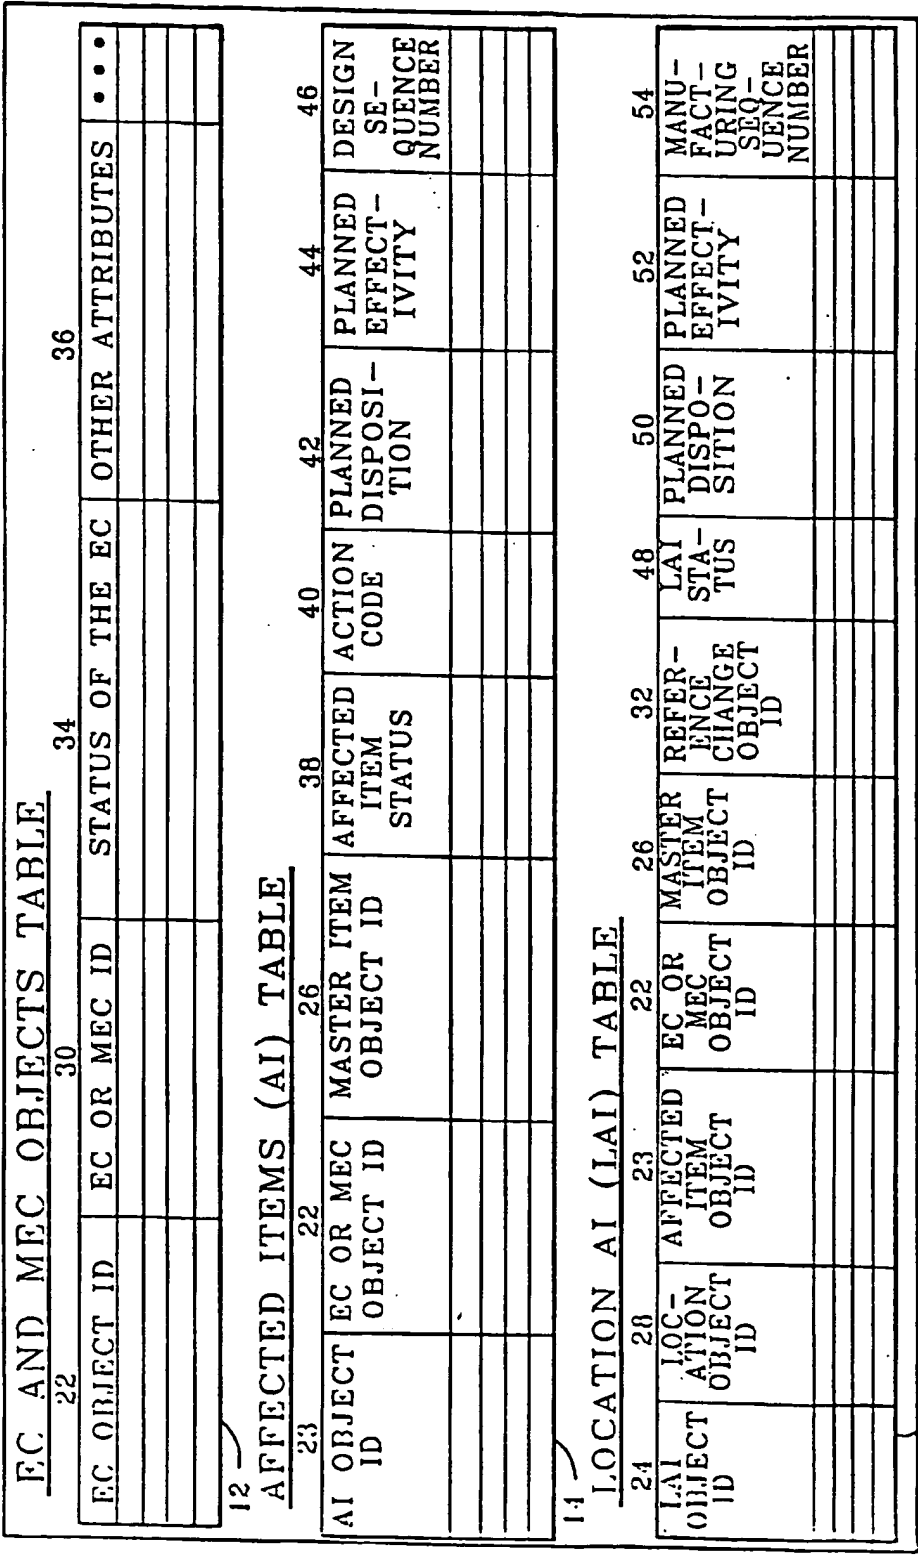 EC AND MEC OBJECTS TABLE
22 30 34 36
EC OBJECT ID EC OR MEC ID STATUS OF THE EC OTHER ATTRIBUTES •••
12
AFFECTED ITEMS (AI) TABLE
23 22 26 38 40 42 44 46
AI OBJECT
ID
EC OR MEC
OBJECT ID
MASTER ITEM
OBJECT ID
AFFECTED
ITEM
STATUS
ACTION
CODE
PLANNED
DISPOSI-
TION
PLANNED
EFFECT-
IVITY
DESIGN
SE-
QUENCE
NUMBER
14
LOCATION AI (LAI) TABLE
24 28 23 22 26 32 48 50 52 54
LAI
OBJECT
ID
LOC-
ATION
OBJECT
ID
AFFECTED
ITEM
OBJECT
ID
EC OR
MEC
OBJECT
ID
MASTER
ITEM
OBJECT
ID
REFER-
ENCE
CHANGE
OBJECT
ID
LAI
STA-
TUS
PLANNED
DISPO-
SITION
PLANNED
EFFECT-
IVITY
MANU-
FACT-
URING
SEQ-
UENCE
NUMBER